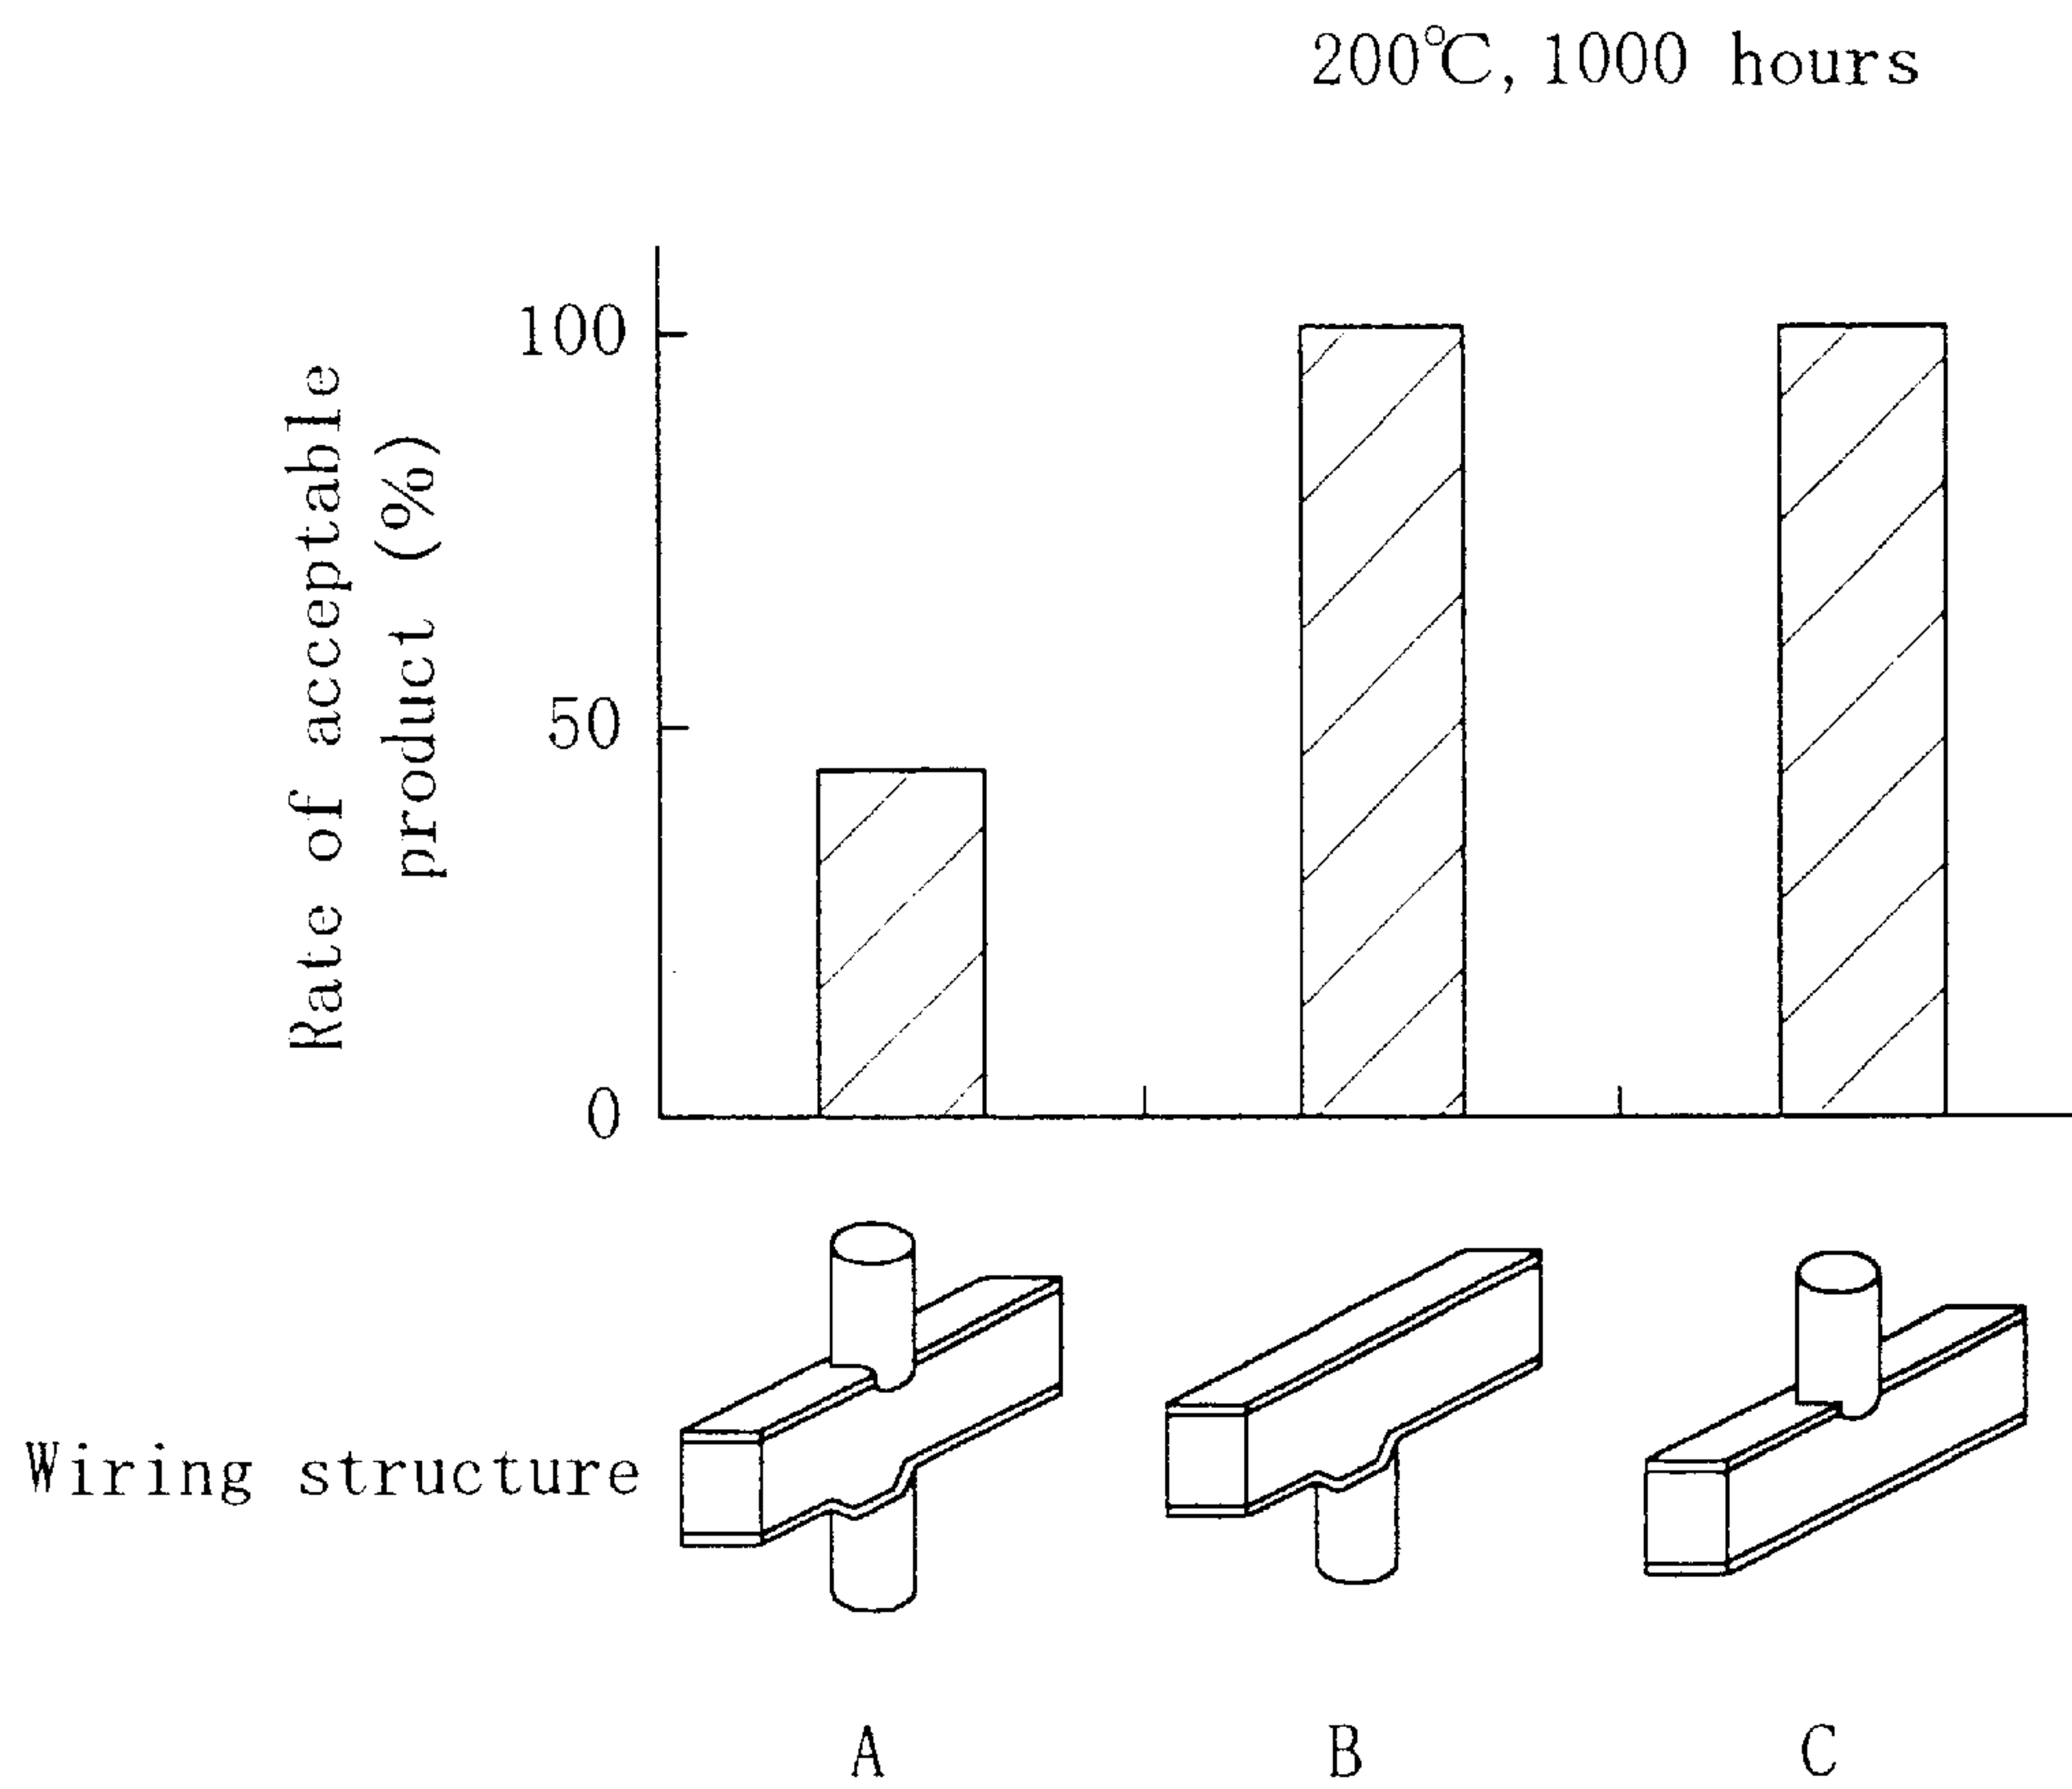 200℃, 1000 hours
Rate of acceptable
product (%)
100
50
0
Wiring structure
A
B
C